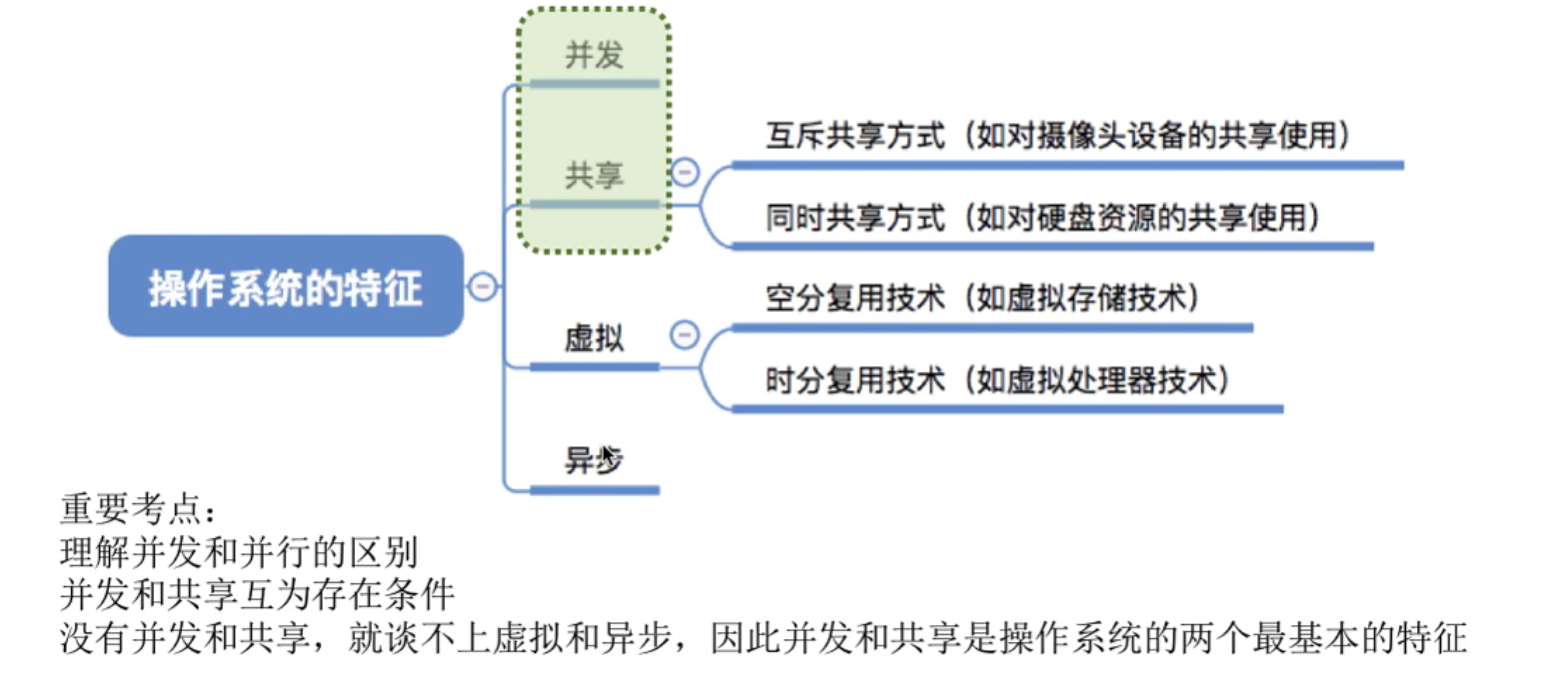 并发
共享
互斥共享方式（如对摄像头设备的共享使用）
同时共享方式（如对硬盘资源的共享使用）
操作系统的特征
空分复用技术（如虚拟存储技术）
虚拟
时分复用技术（如虚拟处理器技术）
异步
重要考点：
理解并发和并行的区别
并发和共享互为存在条件
没有并发和共享，就谈不上虚拟和异步，因此并发和共享是操作系统的两个最基本的特征